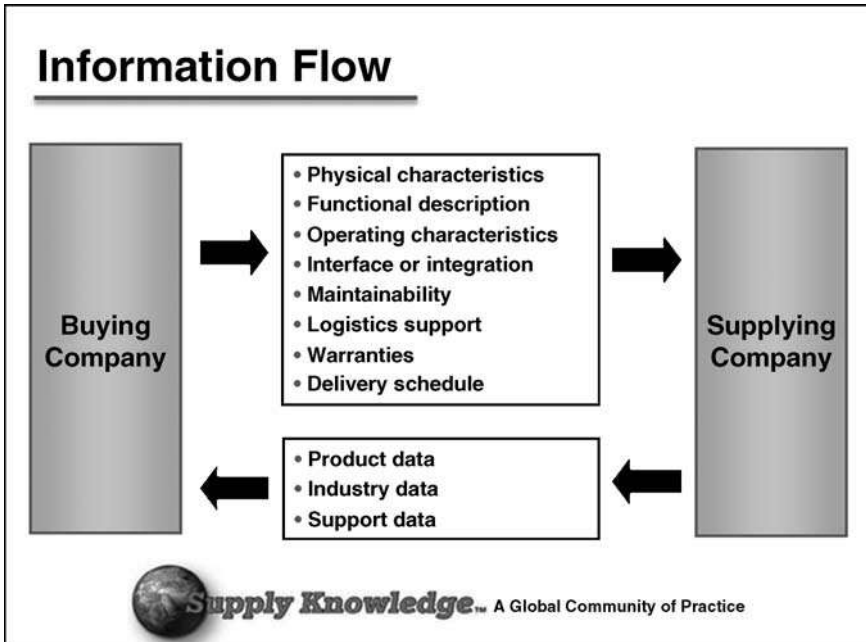 Information Flow
Buying
Company
• Physical characteristics
• Functional description
• Operating characteristics
• Interface or integration
• Maintainability
• Logistics support
• Warranties
• Delivery schedule
Supplying
Company
• Product data
• Industry data
• Support data
Supply Knowledge™ A Global Community of Practice